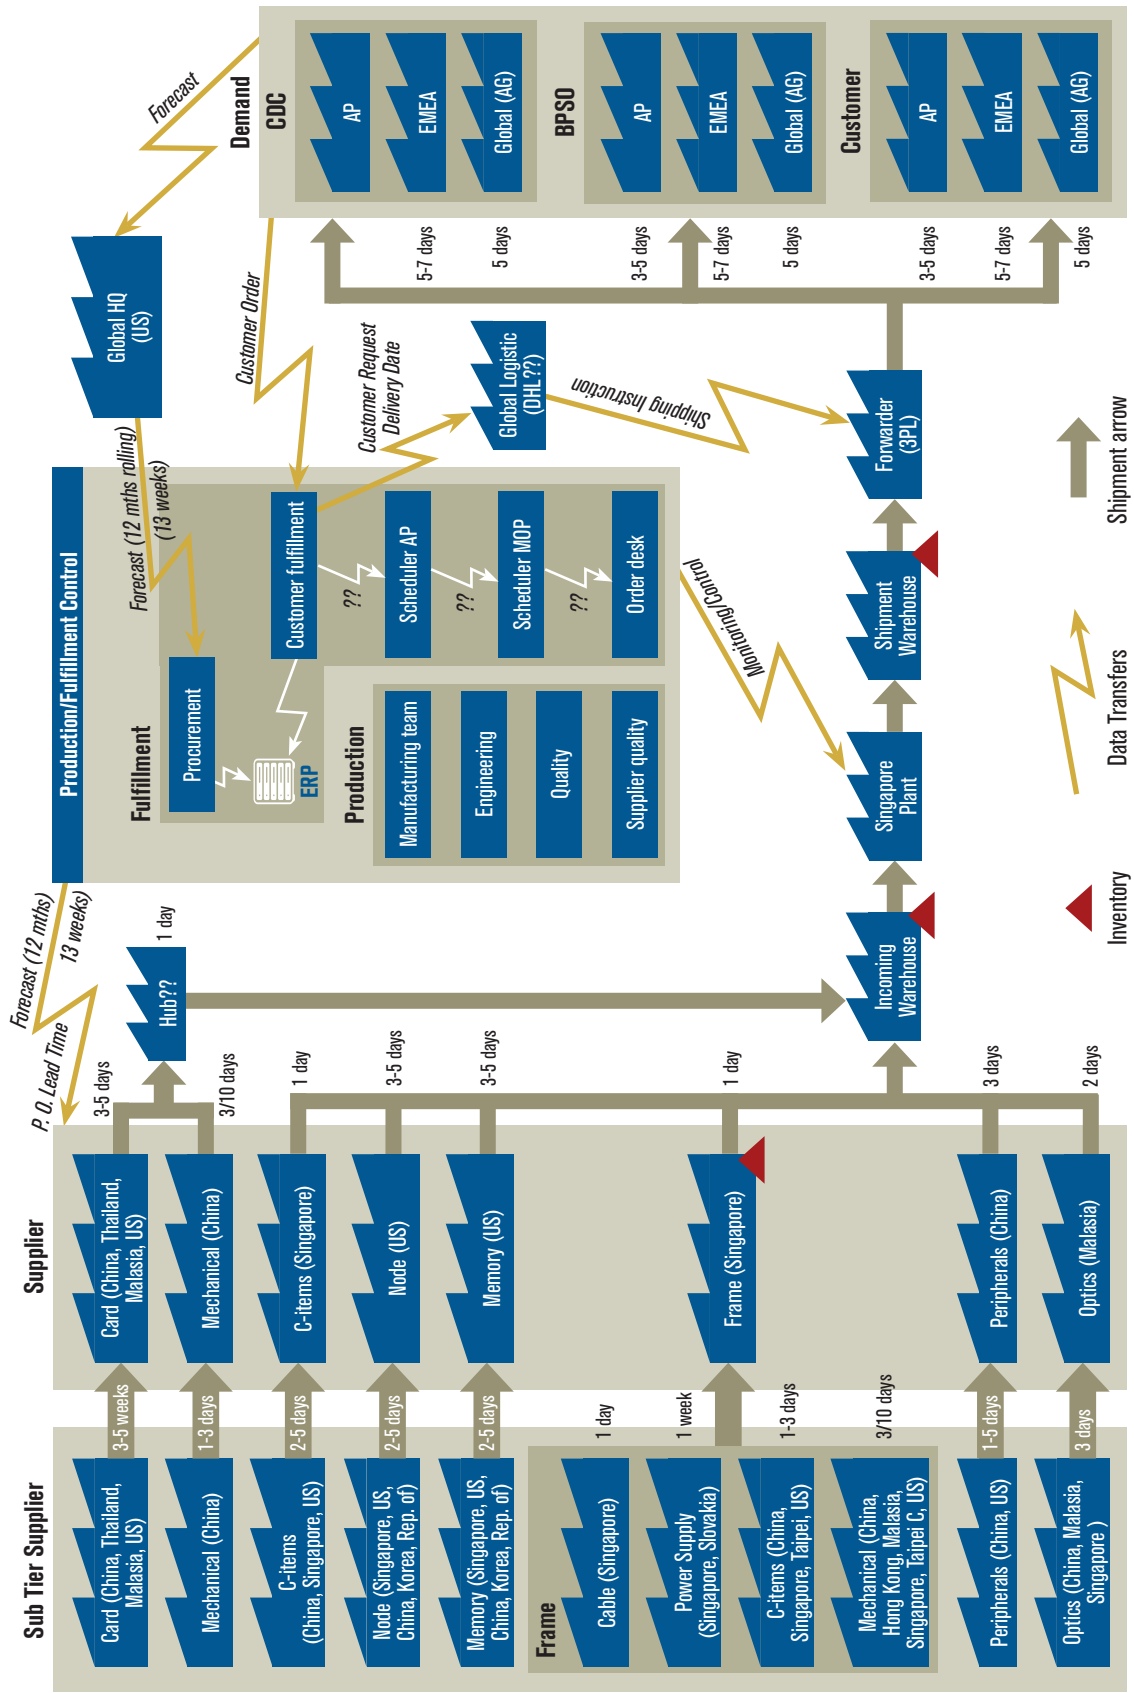 Sub Tier Supplier
Card (China, Thailand,
Malasia, US)
Mechanical (China)
C-items
(China, Singapore, US)
Node (Singapore, US,
China, Korea, Rep. of)
Memory (Singapore, US,
China, Korea, Rep. of)
Frame
Cable (Singapore)
Power Supply
(Singapore, Slovakia)
C-items (China,
Singapore, Taipei, US)
Mechanical (China,
Hong Kong, Malasia,
Singapore, Taipei C, US)
Peripherals (China, US)
Optics (China, Malasia,
Singapore )
3-5 weeks
1-3 days
2-5 days
2-5 days
2-5 days
1 day
1 week
1-3 days
3/10 days
1-5 days
3 days
Supplier
Card (China, Thailand,
Malasia, US)
Mechanical (China)
C-items (Singapore)
Node (US)
Memory (US)
Frame (Singapore)
Peripherals (China)
Optics (Malasia)
3-5 days
3/10 days
1 day
3-5 days
3-5 days
1 day
3 days
2 days
P. O. Lead Time
Forecast (12 mths)
13 weeks)
Hub??
1 day
Incoming
Warehouse
Singapore
Plant
Shipment
Warehouse
Forwarder
(3PL)
Production/Fulfillment Control
Fulfillment
Procurement
ERP
Customer fulfillment
??
Scheduler AP
??
Scheduler MOP
??
Order desk
Production
Manufacturing team
Engineering
Quality
Supplier quality
Monitoring/Control
Forecast (12 mths rolling)
(13 weeks)
Global HQ
(US)
Forecast
Customer Order
Customer Request
Delivery Date
Global Logistic
(DHL??)
Shipping Instruction
5-7 days
5 days
3-5 days
5-7 days
5 days
3-5 days
5-7 days
5 days
Demand
CDC
AP
EMEA
Global (AG)
BPSO
AP
EMEA
Global (AG)
Customer
AP
EMEA
Global (AG)
Inventory
Data Transfers
Shipment arrow